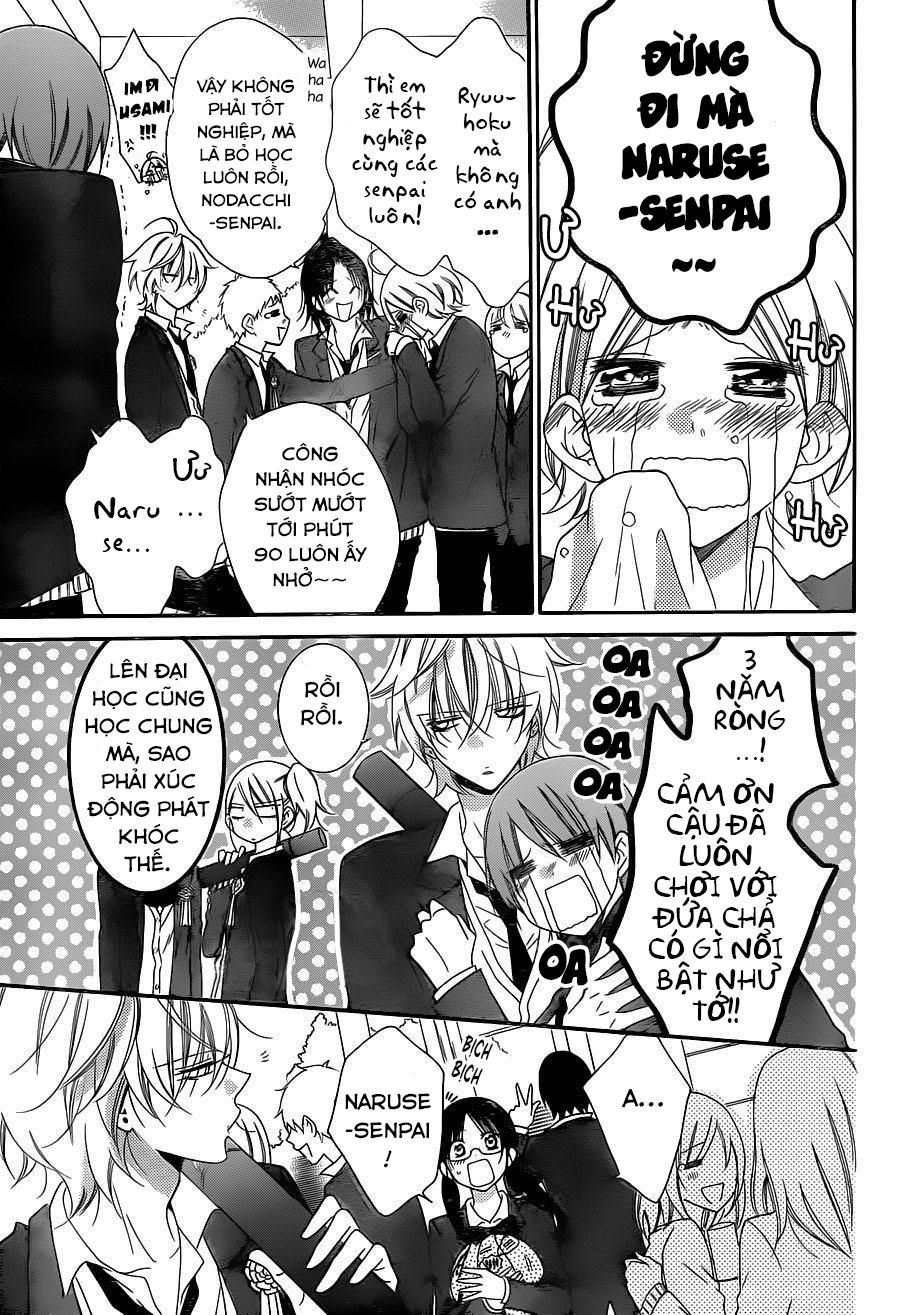 ĐỪNG
ĐI MÀ
NARUSE
-SENPAI
~~
Hư
Hư
Hư
Hư
Ryuu-
hoku
mà
không
có anh
...
Thì em
sẽ tốt
nghiệp
cùng các
senpai
luôn!
Wa
ha
VẬY KHÔNG
PHẢI TỐT
NGHIỆP, MÀ
LÀ BỎ HỌC
LUÔN RỒI,
NODACCHI
-SENPAI.
IM ĐI
USAMI
!!!
CÔNG
NHẬN NHÓC
SƯỚT MƯỚT
TỚI PHÚT
90 LUÔN ẤY
NHỞ~~
Ưư
...
Naru
se...
3
NĂM
RÒNG
...!
CẢM ƠN
CẬU ĐÃ
LUÔN
CHƠI VỚI
ĐỨA CHẢ
CÓ GÌ NỔI
BẬT NHƯ
TỚ!!
OA
OA
OA
OA
OA
RỒI
RỒI.
LÊN ĐẠI
HỌC CŨNG
HỌC CHUNG
MÀ, SAO
PHẢI XÚC
ĐỘNG PHÁT
KHÓC
THẾ.
A...
BỊCH
BỊCH
NARUSE
-SENPAI
!